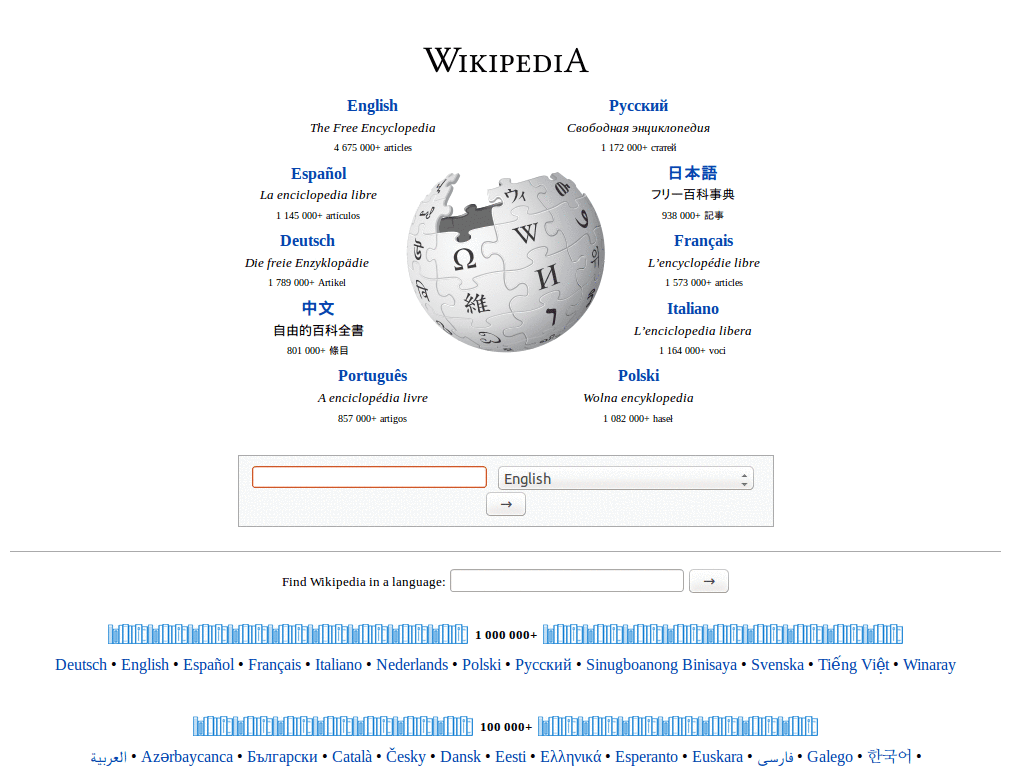 WIKIPEDIA
English Русский
The Free Encyclopedia Свободная энциклопедия
4 675 000+ articles 1 172 000+ статей
Español 日本語
La enciclopedia libre フリー百科事典
1 145 000+ artículos 938 000+ 記事
Deutsch Français
Die freie Enzyklopädie L'encyclopédie libre
1 789 000+ Artikel 1 573 000+ articles
中文 Italiano
自由的百科全書 L'enciclopedia libera
801 000+ 條目 1 164 000+ voci
Português Polski
A enciclopédia livre Wolna encyklopedia
857 000+ artigos 1 082 000+ haseł
Ω W И 維 ウィ
English
→
Find Wikipedia in a language: →
1 000 000+
Deutsch • English • Español • Français • Italiano • Nederlands • Polski • Русский • Sinugboanong Binisaya • Svenska • Tiếng Việt • Winaray
100 000+
العربية • Azərbaycanca • Български • Català • Česky • Dansk • Eesti • Ελληνικά • Esperanto • Euskara • فارسی • Galego • 한국어 •